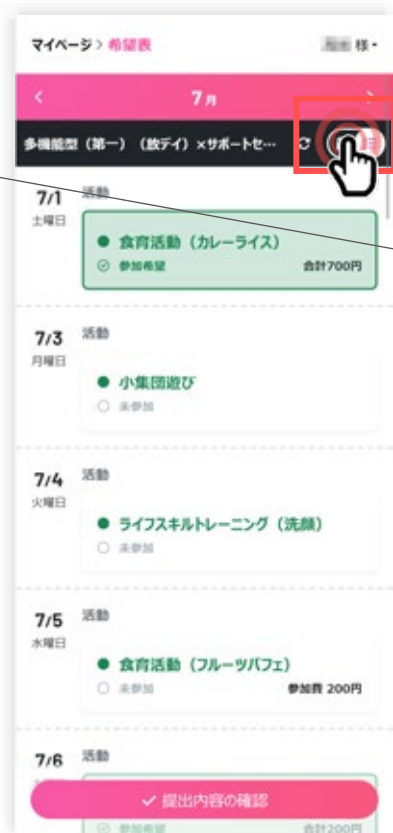 マイページ > 希望表
様
< 7月 >
多機能型（第一）（放デイ）×サポートセ…
7/1 活動
土曜日
● 食育活動（カレーライス）
参加希望 合計700円
7/3 活動
月曜日
● 小集団遊び
未参加
7/4 活動
火曜日
● ライフスキルトレーニング（洗顔）
未参加
7/5 活動
水曜日
● 食育活動（フルーツパフェ）
未参加 参加費 200円
7/6 活動
✓ 提出内容の確認
参加希望 合計200円